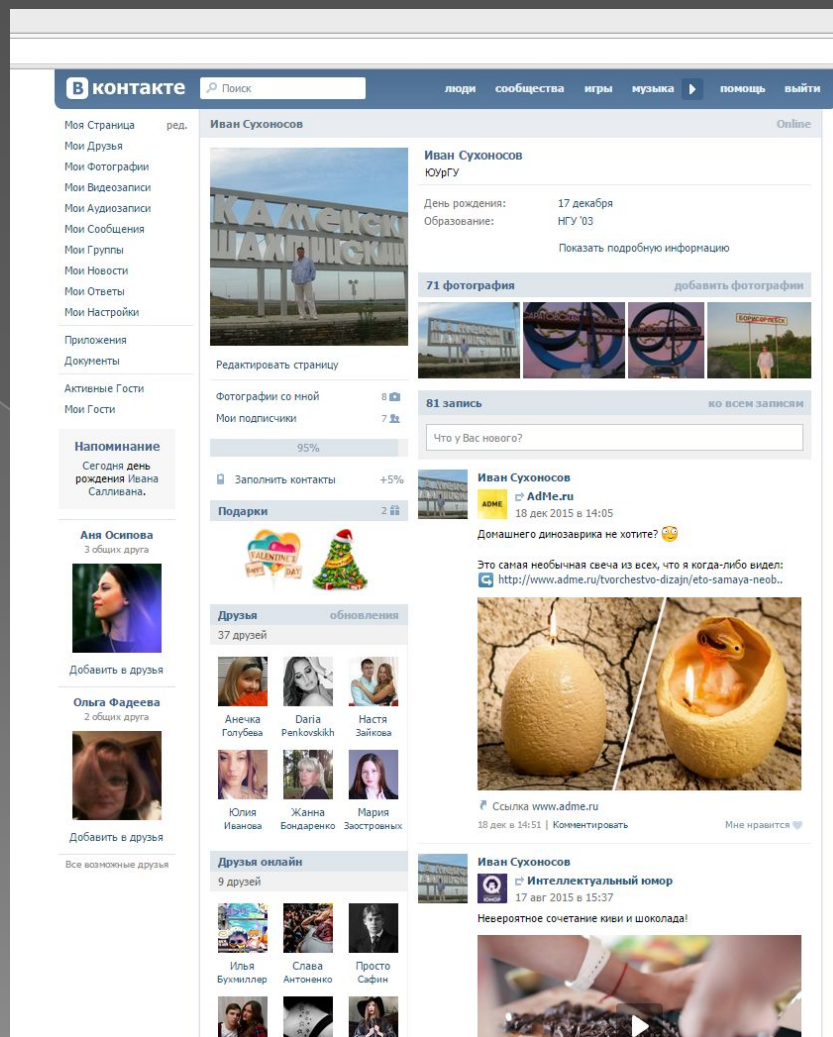 В контакте
Поиск
люди сообщества игры музыка помощь выйти
Моя Страница ред.
Мои Друзья
Мои Фотографии
Мои Видеозаписи
Мои Аудиозаписи
Мои Сообщения
Мои Группы
Мои Новости
Мои Ответы
Мои Настройки
Приложения
Документы
Активные Гости
Мои Гости
Напоминание
Сегодня день
рождения Ивана
Салливана.
Аня Осипова
3 общих друга
Добавить в друзья
Ольга Фадеева
2 общих друга
Добавить в друзья
Все возможные друзья
Иван Сухоносов Online
КАМЕНСК
ШАХТИНСКИЙ
Редактировать страницу
Фотографии со мной 8
Мои подписчики 7
95%
Заполнить контакты +5%
Подарки 2
VALENTINE'S
DAY
Друзья обновления
37 друзей
Анечка Голубева
Daria Penkovskikh
Настя Зайкова
Юлия Иванова
Жанна Бондаренко
Мария Заостровных
Друзья онлайн
9 друзей
Илья Бухмиллер
Слава Антоненко
Просто Сафин
Иван Сухоносов
ЮУрГУ
День рождения: 17 декабря
Образование: НГУ '03
Показать подробную информацию
71 фотография добавить фотографии
БОРИСОГЛЕБСК
81 запись ко всем записям
Что у Вас нового?
Иван Сухоносов
ADME
AdMe.ru
18 дек 2015 в 14:05
Домашнего динозаврика не хотите?
Это самая необычная свеча из всех, что я когда-либо видел:
http://www.adme.ru/tvorchestvo-dizajn/eto-samaya-neob..
Ссылка www.adme.ru
18 дек в 14:51 | Комментировать Мне нравится
Иван Сухоносов
ЮМОР
Интеллектуальный юмор
17 авг 2015 в 15:37
Невероятное сочетание киви и шоколада!